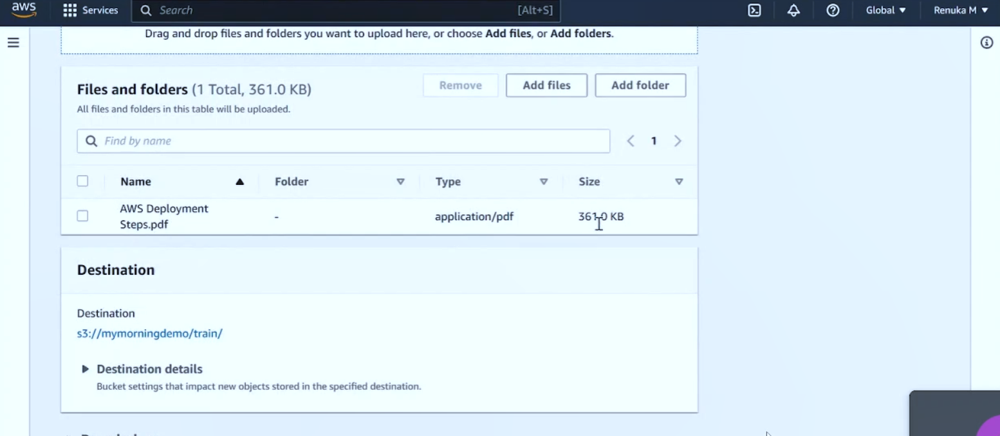 aws
Services
Search
[Alt+S]
Global
Renuka M
Drag and drop files and folders you want to upload here, or choose Add files, or Add folders.
Files and folders (1 Total, 361.0 KB)
Remove
Add files
Add folder
All files and folders in this table will be uploaded.
Find by name
1
Name
Folder
Type
Size
AWS Deployment
Steps.pdf
-
application/pdf
361.0 KB
Destination
Destination
s3://mymorningdemo/train/
Destination details
Bucket settings that impact new objects stored in the specified destination.